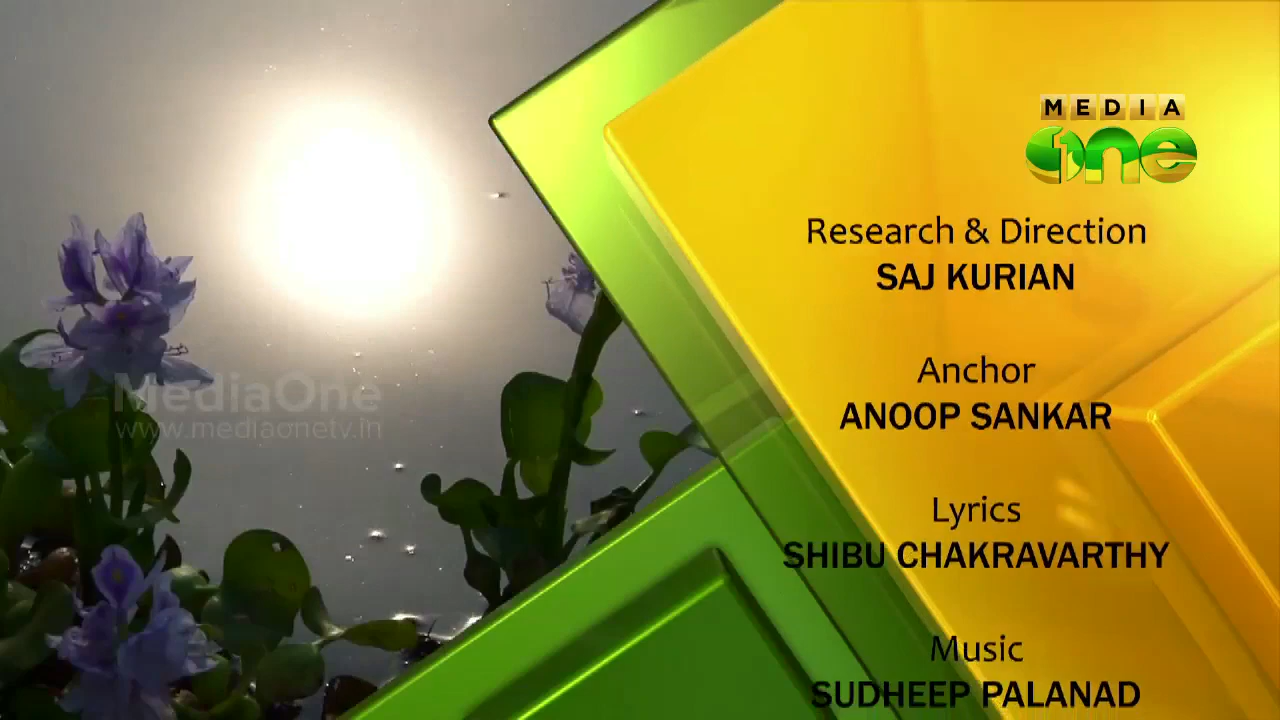 MEDIA
One
Research & Direction
SAJ KURIAN
Anchor
ANOOP SANKAR
MediaOne
www.mediaonetv.in
Lyrics
SHIBU CHAKRAVARTHY
Music
SUDHEEP PALANAD